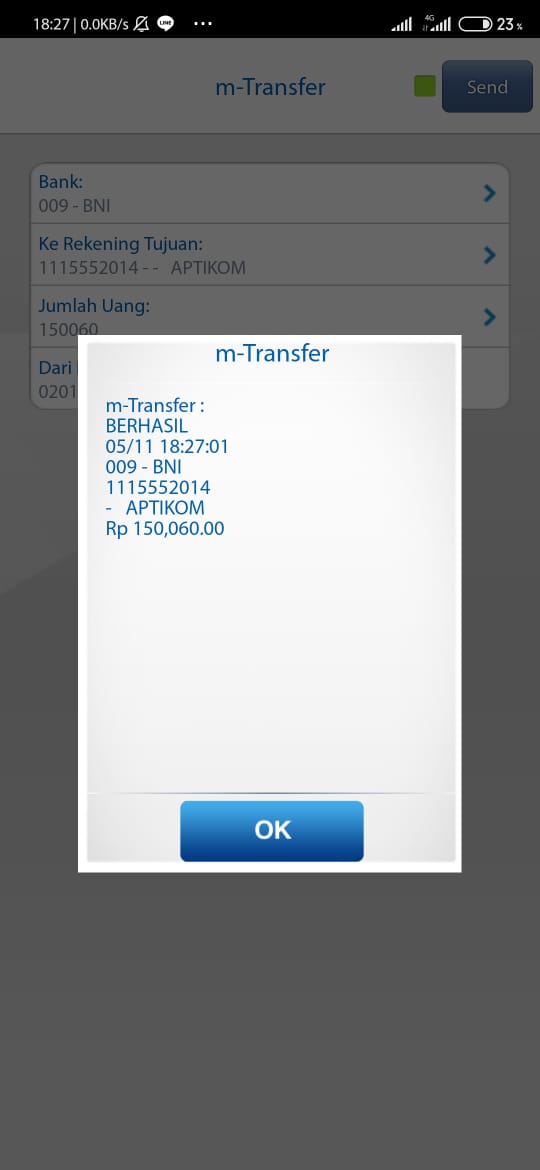 18:27 | 0.0KB/s LINE ... 4G 23 %
m-Transfer Send
Bank:
009 - BNI
Ke Rekening Tujuan:
1115552014 - - APTIKOM
Jumlah Uang:
150060
Dari
0201
m-Transfer
m-Transfer :
BERHASIL
05/11 18:27:01
009 - BNI
1115552014
- APTIKOM
Rp 150,060.00
OK